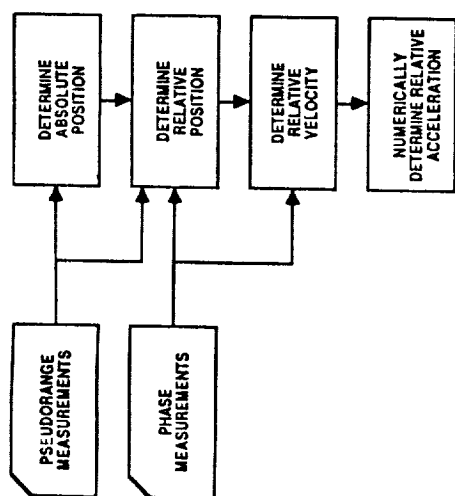 PSEUDORANGE
MEASUREMENTS
PHASE
MEASUREMENTS
DETERMINE
ABSOLUTE
POSITION
DETERMINE
RELATIVE
POSITION
DETERMINE
RELATIVE
VELOCITY
NUMERICALLY
DETERMINE RELATIVE
ACCELERATION